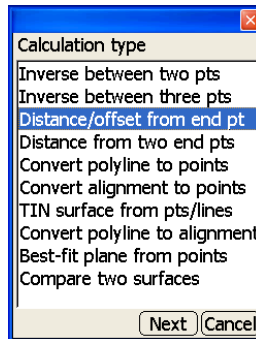 Calculation type
Inverse between two pts
Inverse between three pts
Distance/offset from end pt
Distance from two end pts
Convert polyline to points
Convert alignment to points
TIN surface from pts/lines
Convert polyline to alignment
Best-fit plane from points
Compare two surfaces
Next Cancel